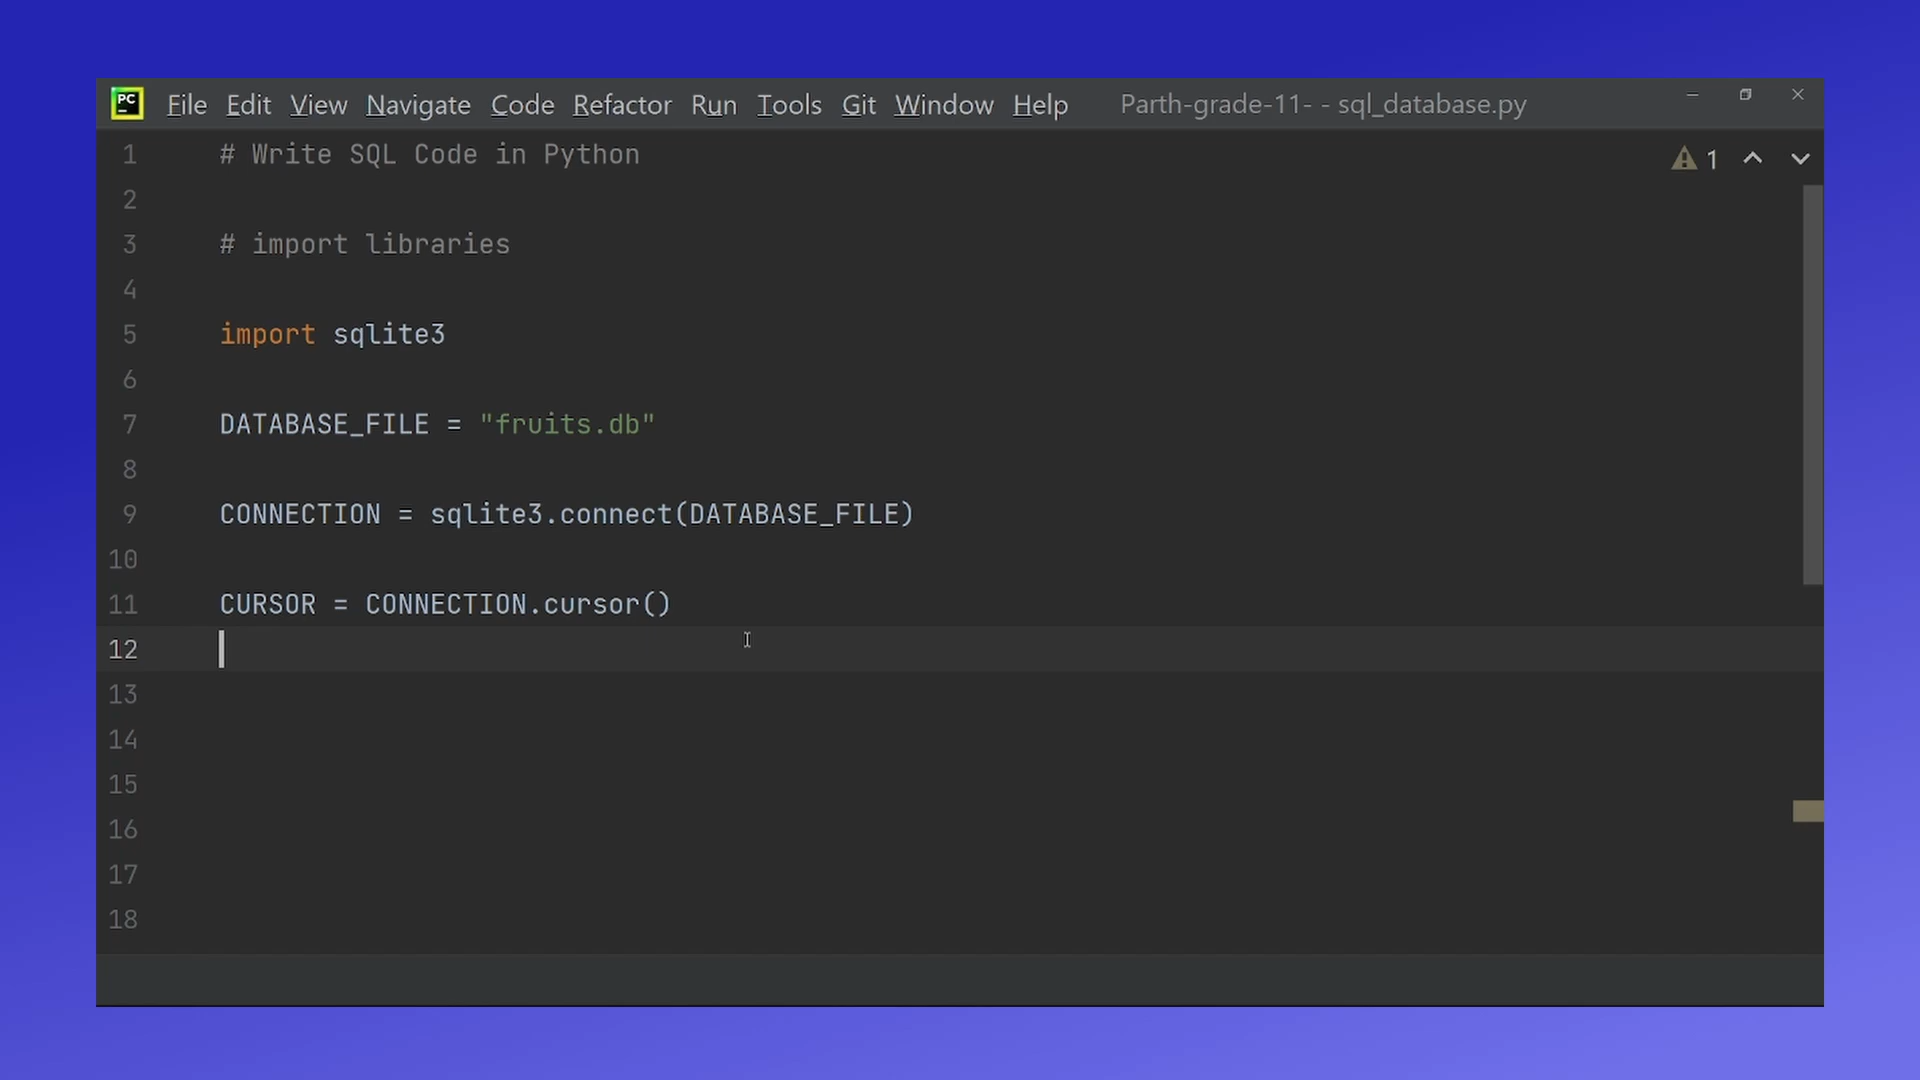 PC File Edit View Navigate Code Refactor Run Tools Git Window Help Parth-grade-11- - sql_database.py
1 # Write SQL Code in Python
1
2
3 # import libraries
4
5 import sqlite3
6
7 DATABASE_FILE = "fruits.db"
8
9 CONNECTION = sqlite3.connect(DATABASE_FILE)
10
11 CURSOR = CONNECTION.cursor()
12
13
14
15
16
17
18